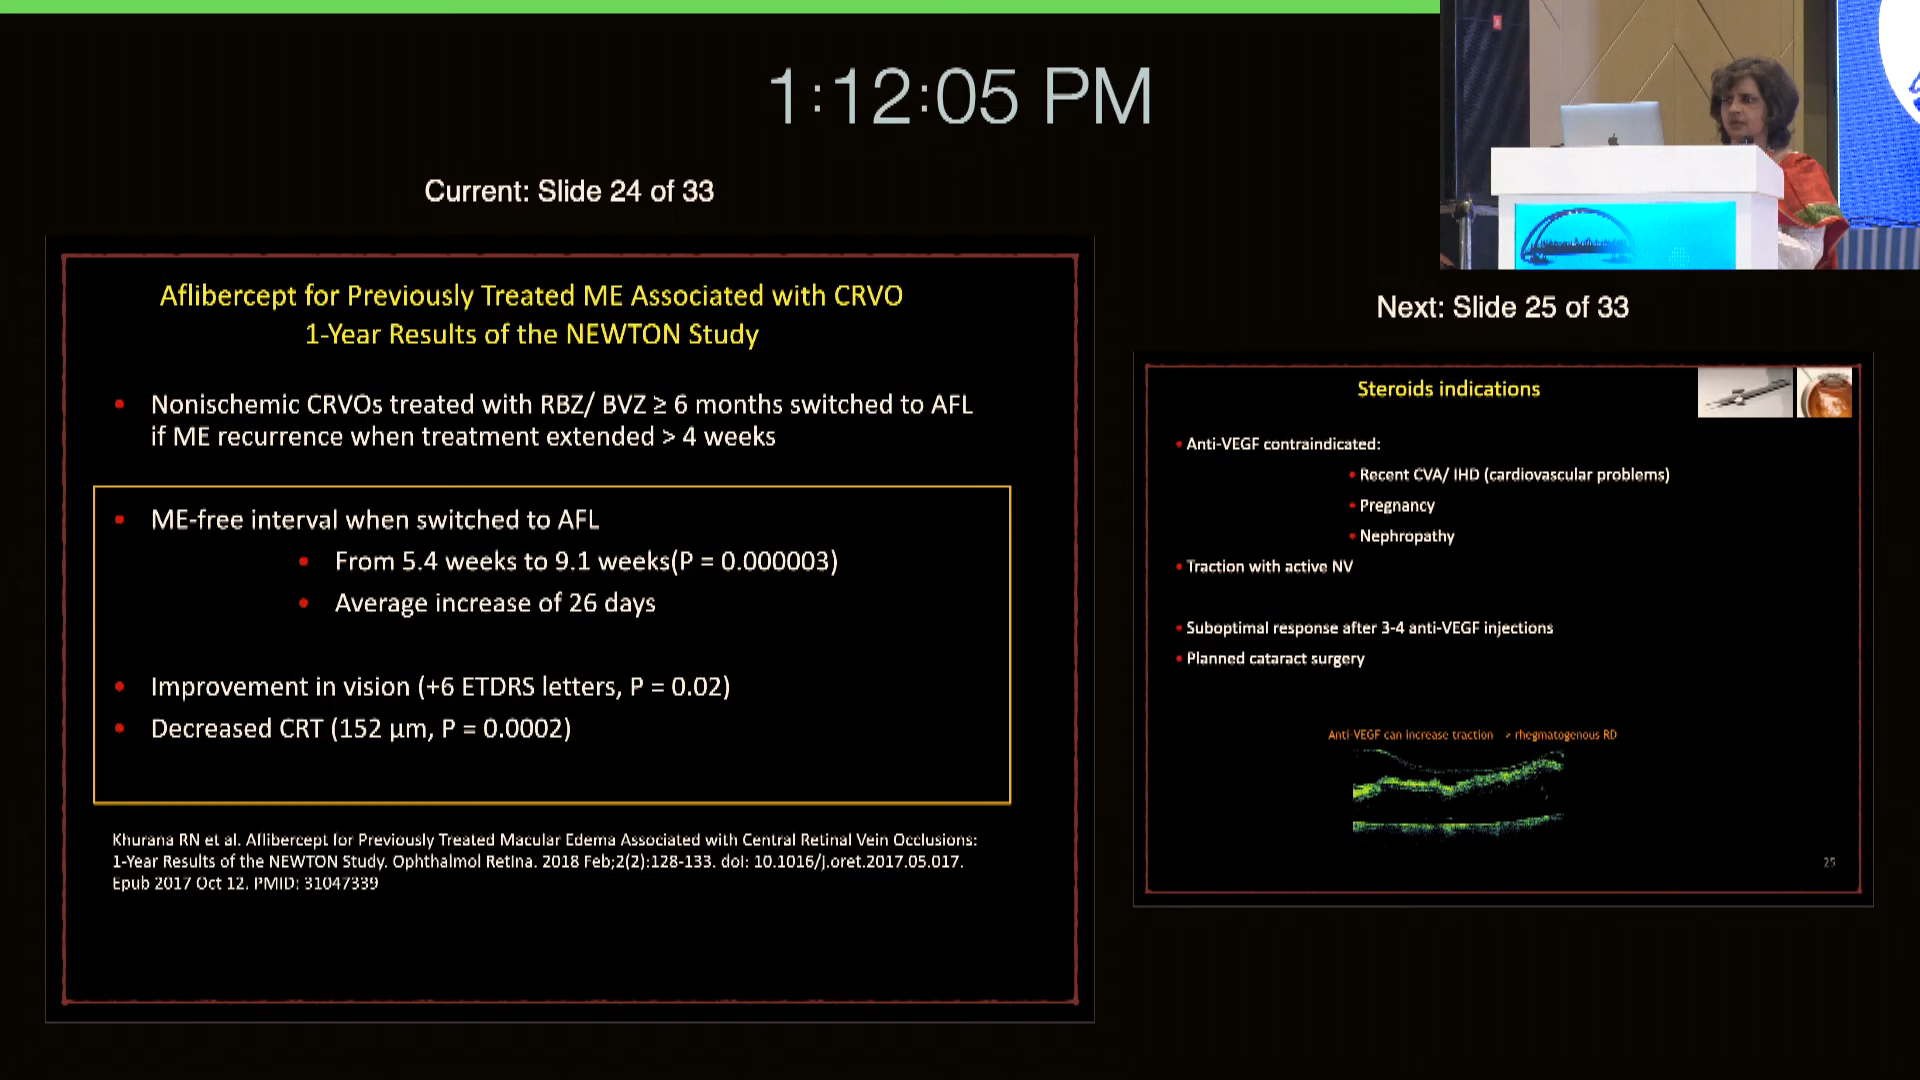 1:12:05 PM
Current: Slide 24 of 33
Aflibercept for Previously Treated ME Associated with CRVO
1-Year Results of the NEWTON Study
• Nonischemic CRVOs treated with RBZ/ BVZ ≥ 6 months switched to AFL
if ME recurrence when treatment extended > 4 weeks
• ME-free interval when switched to AFL
• From 5.4 weeks to 9.1 weeks(P = 0.000003)
• Average increase of 26 days
• Improvement in vision (+6 ETDRS letters, P = 0.02)
• Decreased CRT (152 µm, P = 0.0002)
Khurana RN et al. Aflibercept for Previously Treated Macular Edema Associated with Central Retinal Vein Occlusions:
1-Year Results of the NEWTON Study. Ophthalmol Retina. 2018 Feb;2(2):128-133. doi: 10.1016/j.oret.2017.05.017.
Epub 2017 Oct 12. PMID: 31047339
Next: Slide 25 of 33
Steroids indications
• Anti-VEGF contraindicated:
• Recent CVA/ IHD (cardiovascular problems)
• Pregnancy
• Nephropathy
• Traction with active NV
• Suboptimal response after 3-4 anti-VEGF injections
• Planned cataract surgery
Anti-VEGF can increase traction > rhegmatogenous RD
25